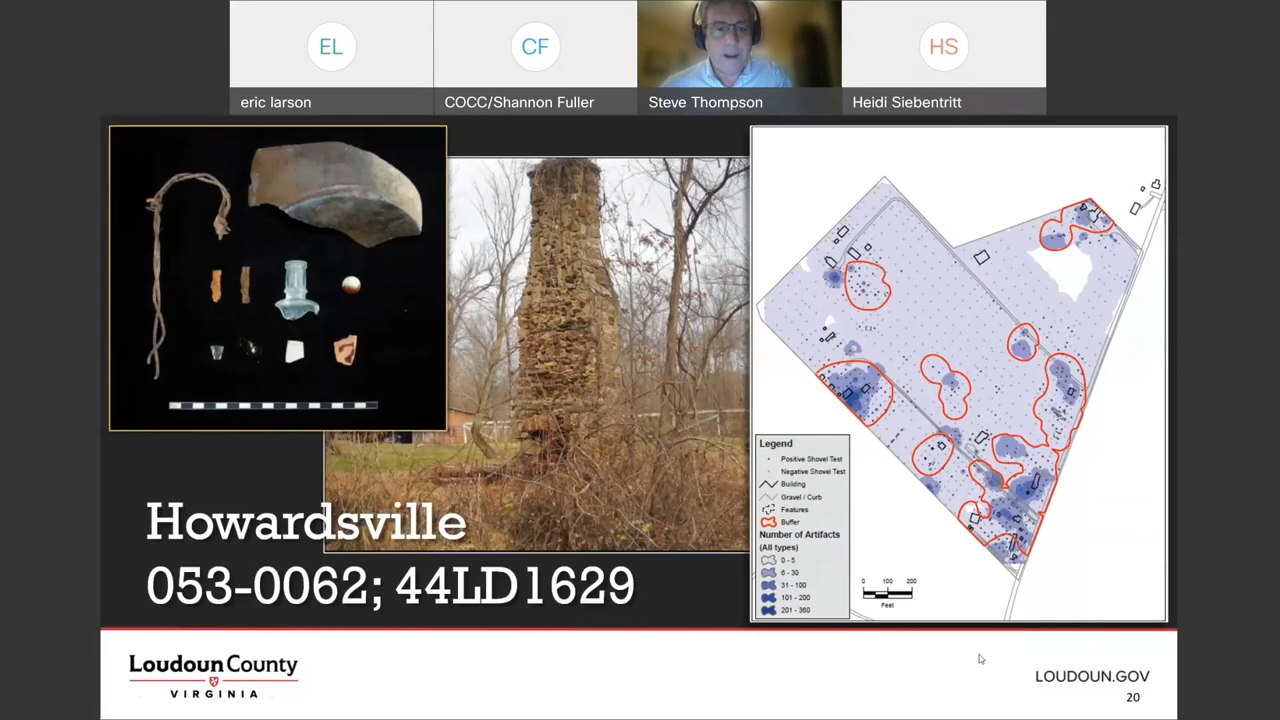 EL
CF
HS
eric larson
COCC/Shannon Fuller
Steve Thompson
Heidi Siebentritt
Howardsville
053-0062; 44LD1629
Legend
Positive Shovel Test
Negative Shovel Test
Building
Gravel / Curb
Features
Buffer
Number of Artifacts
(All types)
0 - 5
6 - 30
31 - 100
101 - 200
201 - 360
0 100 200
Feet
Loudoun County
VIRGINIA
LOUDOUN.GOV
20